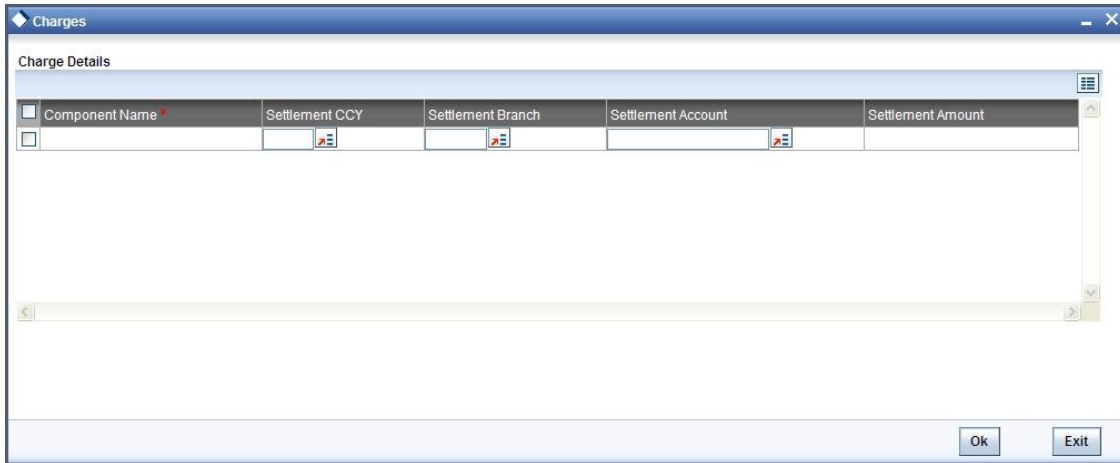 Charges
Charge Details
Component Name * Settlement CCY Settlement Branch Settlement Account Settlement Amount
Ok Exit